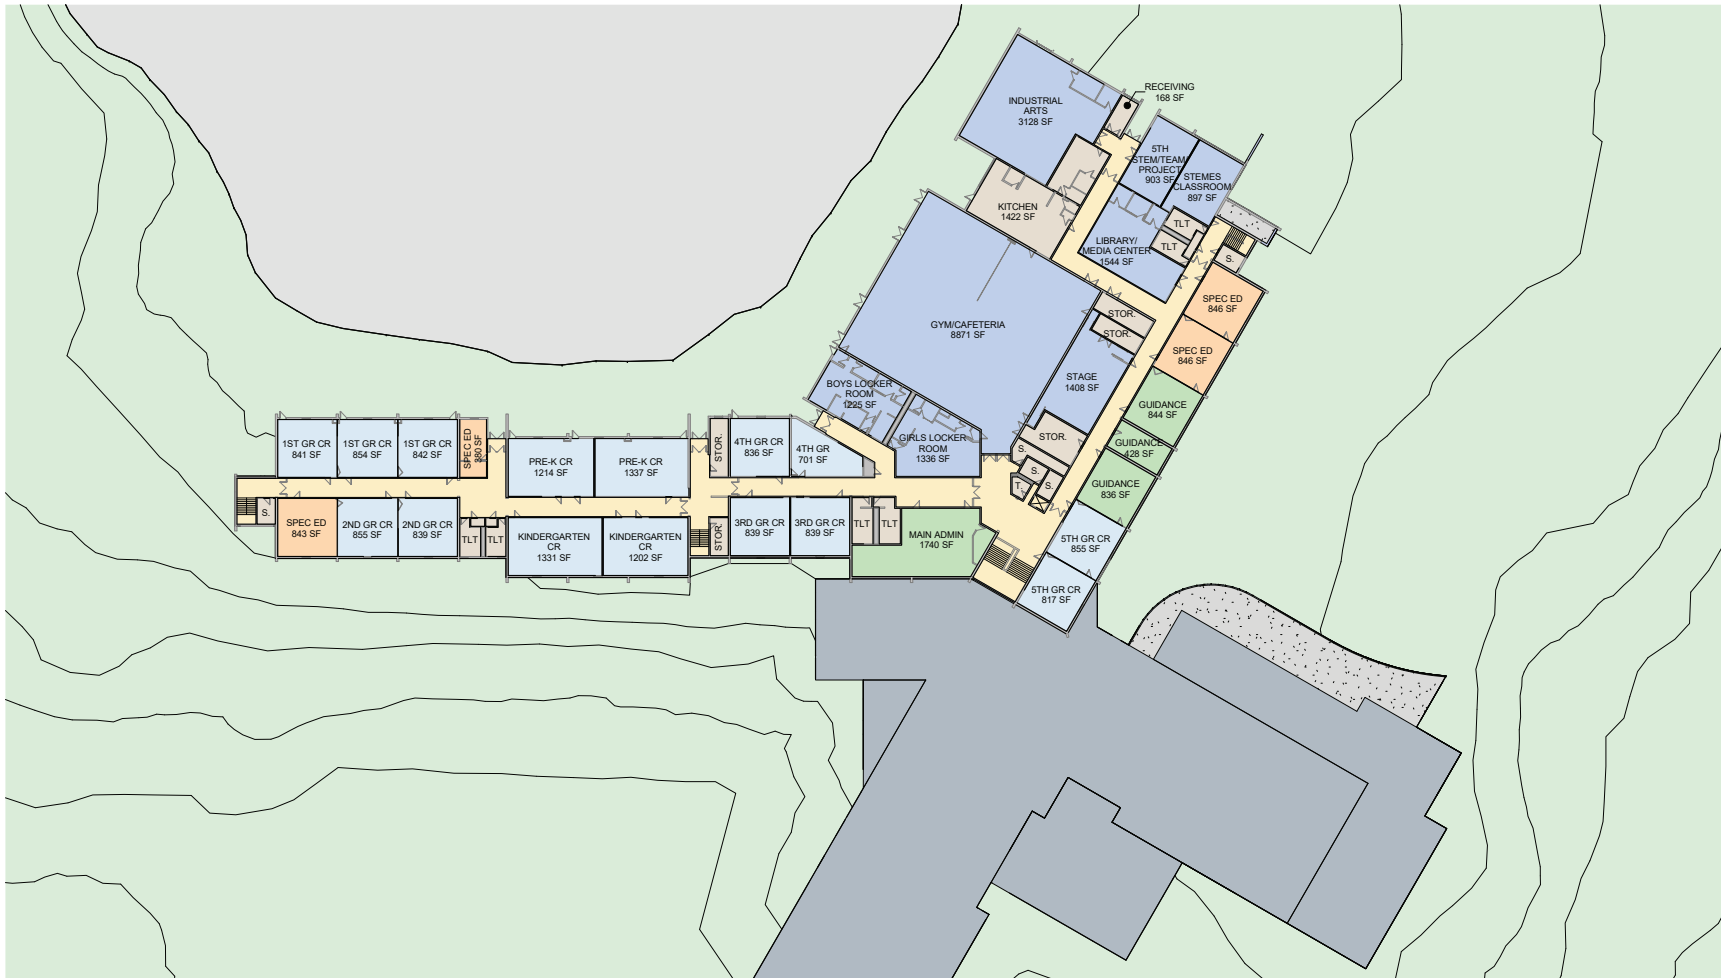 RECEIVING
168 SF
INDUSTRIAL
ARTS
3128 SF
5TH
STEM/TEAM/
PROJECT
903 SF
STEMES
CLASSROOM
897 SF
KITCHEN
1422 SF
TLT
TLT
LIBRARY/
MEDIA CENTER
1544 SF
S.
SPEC ED
846 SF
STOR.
STOR.
GYM/CAFETERIA
8871 SF
SPEC ED
846 SF
STAGE
1408 SF
BOYS LOCKER
ROOM
1225 SF
GUIDANCE
844 SF
GUIDANCE
428 SF
GUIDANCE
836 SF
STOR.
S.
S.
S.
T.
GIRLS LOCKER
ROOM
1336 SF
1ST GR CR
841 SF
1ST GR CR
854 SF
1ST GR CR
842 SF
SPEC ED
PRE-K CR
1214 SF
PRE-K CR
1337 SF
STOR.
4TH GR CR
836 SF
4TH GR
701 SF
S.
SPEC ED
843 SF
2ND GR CR
855 SF
2ND GR CR
839 SF
TLT
TLT
KINDERGARTEN
CR
1331 SF
KINDERGARTEN
CR
1202 SF
STOR.
3RD GR CR
839 SF
3RD GR CR
839 SF
TLT
TLT
MAIN ADMIN
1740 SF
5TH GR CR
855 SF
5TH GR CR
817 SF